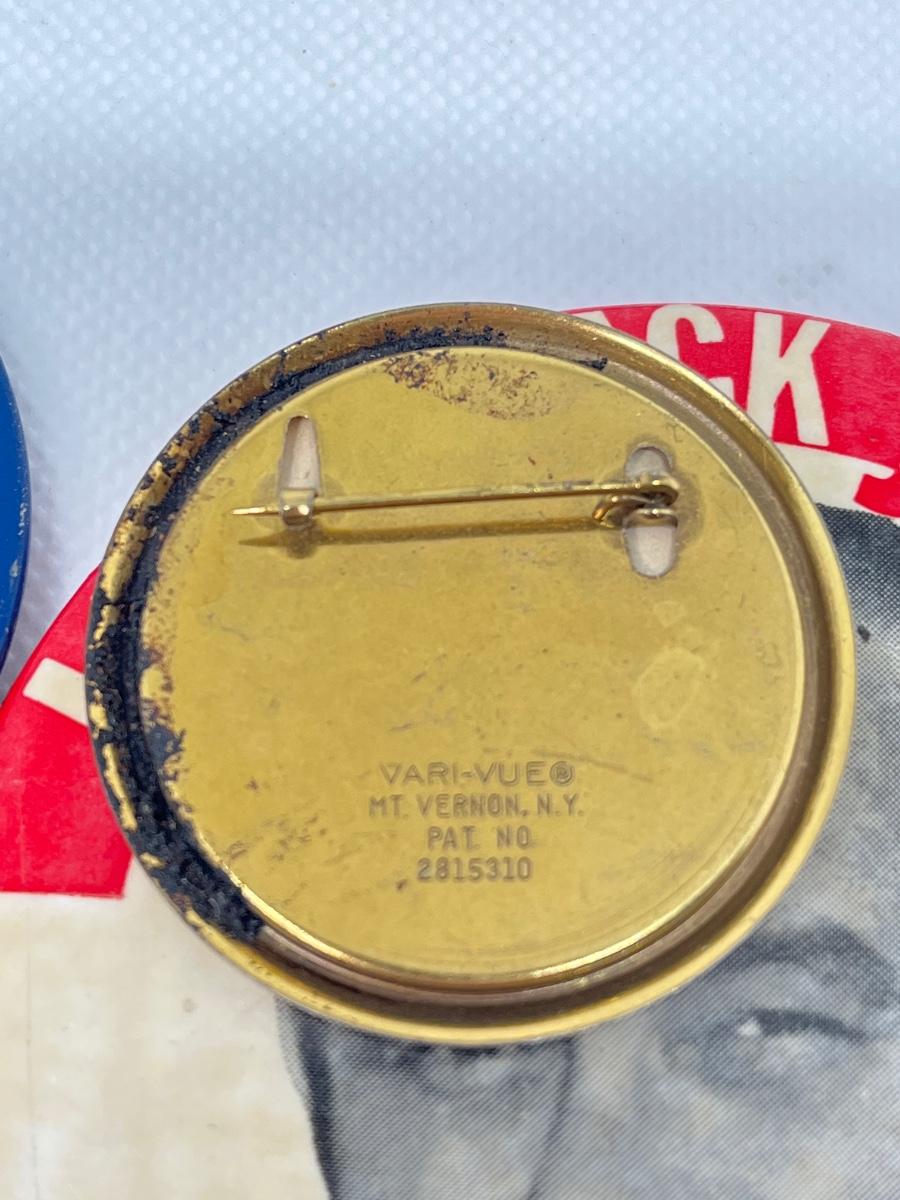 ACK
VARI-VUE®
MT. VERNON, N.Y.
PAT. NO.
2815310